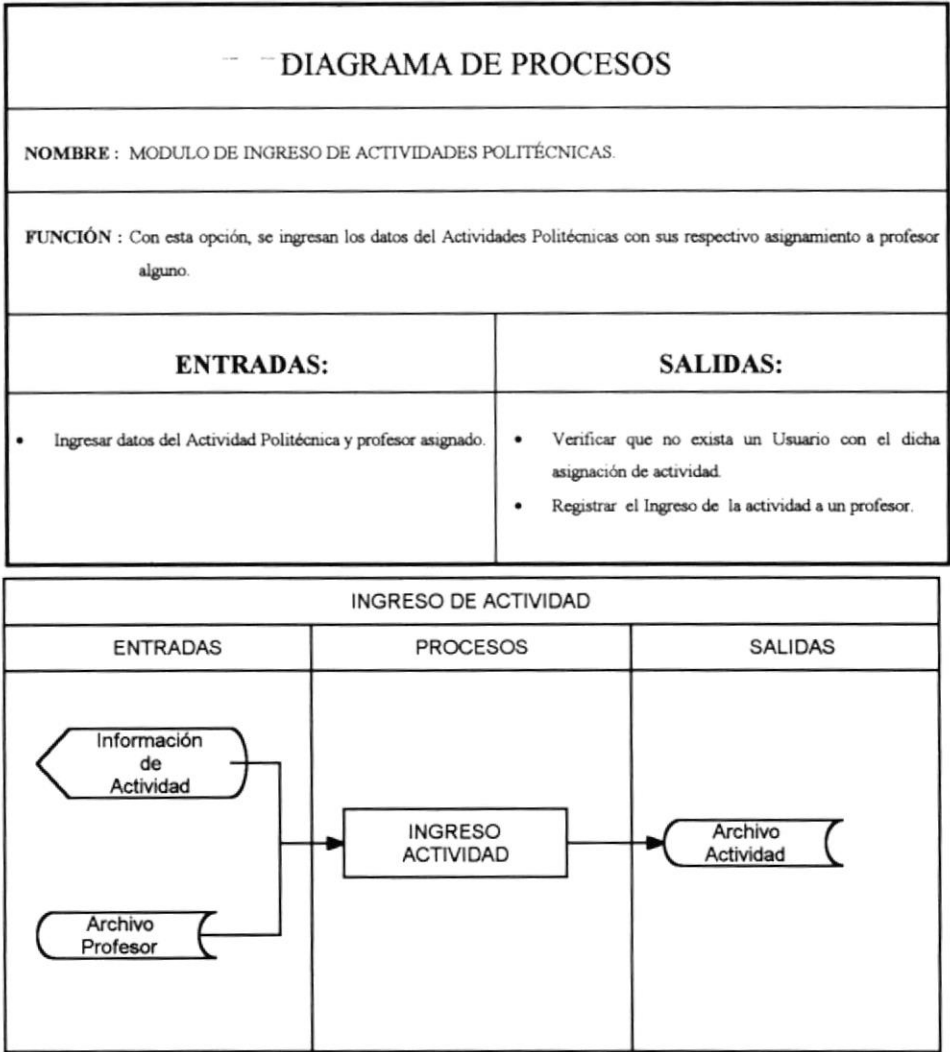 DIAGRAMA DE PROCESOS
NOMBRE : MODULO DE INGRESO DE ACTIVIDADES POLITÉCNICAS.
FUNCIÓN : Con esta opción, se ingresan los datos del Actividades Politécnicas con sus respectivo asignamiento a profesor
alguno.
ENTRADAS:
SALIDAS:
• Ingresar datos del Actividad Politécnica y profesor asignado.
• Verificar que no exista un Usuario con el dicha
asignación de actividad.
• Registrar el Ingreso de la actividad a un profesor.
INGRESO DE ACTIVIDAD
ENTRADAS
PROCESOS
SALIDAS
Información
de
Actividad
INGRESO
ACTIVIDAD
Archivo
Actividad
Archivo
Profesor